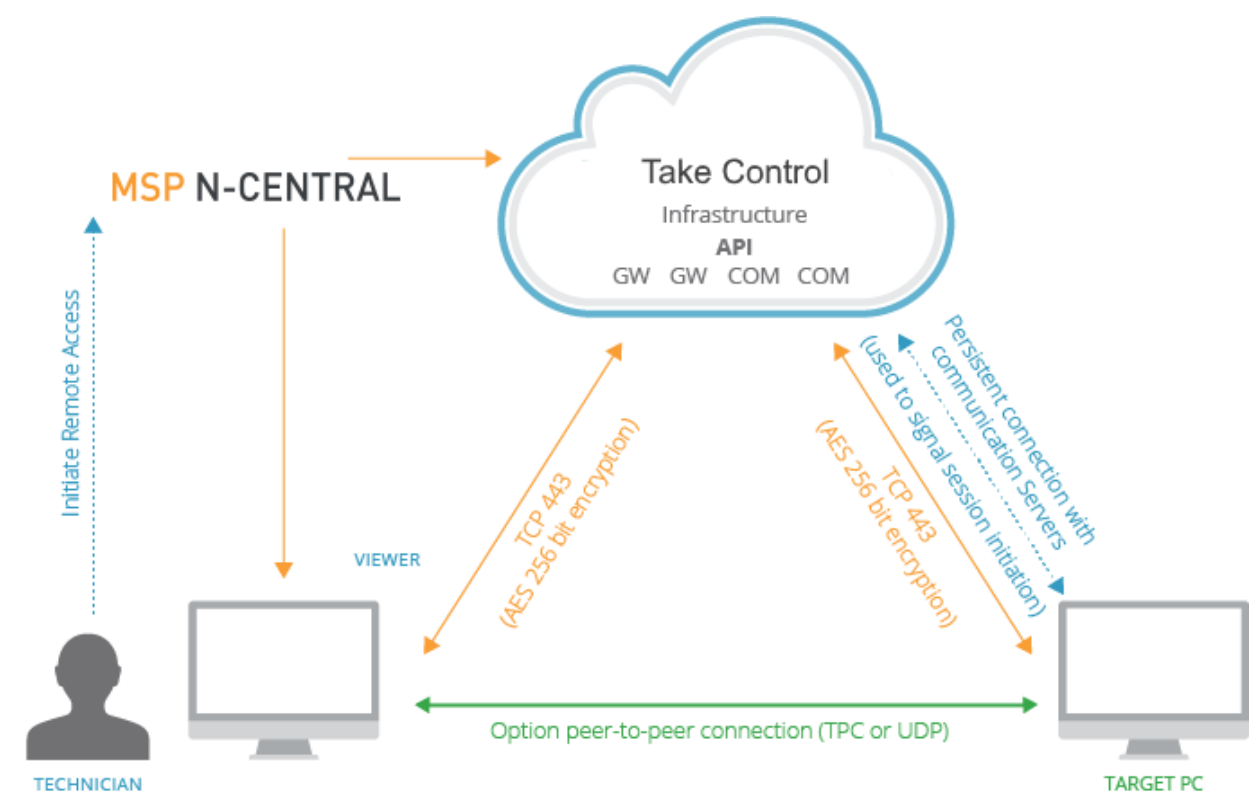 Take Control
Infrastructure
API
GW GW COM COM
MSP N-CENTRAL
Initiate Remote Access
VIEWER
TCP 443
(AES 256 bit encryption)
TCP 443
(AES 256 bit encryption)
Persistent connection with
communication Servers
(used to signal session initiation)
Option peer-to-peer connection (TPC or UDP)
TECHNICIAN
TARGET PC